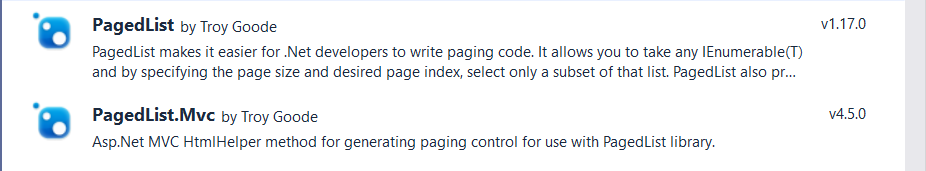 PagedList by Troy Goode v1.17.0
PagedList makes it easier for .Net developers to write paging code. It allows you to take any IEnumerable(T)
and by specifying the page size and desired page index, select only a subset of that list. PagedList also pr...
PagedList.Mvc by Troy Goode v4.5.0
Asp.Net MVC HtmlHelper method for generating paging control for use with PagedList library.